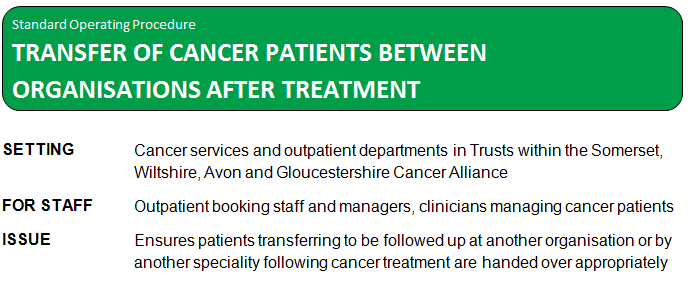 Standard Operating Procedure
TRANSFER OF CANCER PATIENTS BETWEEN
ORGANISATIONS AFTER TREATMENT
SETTING Cancer services and outpatient departments in Trusts within the Somerset,
Wiltshire, Avon and Gloucestershire Cancer Alliance
FOR STAFF Outpatient booking staff and managers, clinicians managing cancer patients
ISSUE Ensures patients transferring to be followed up at another organisation or by
another speciality following cancer treatment are handed over appropriately